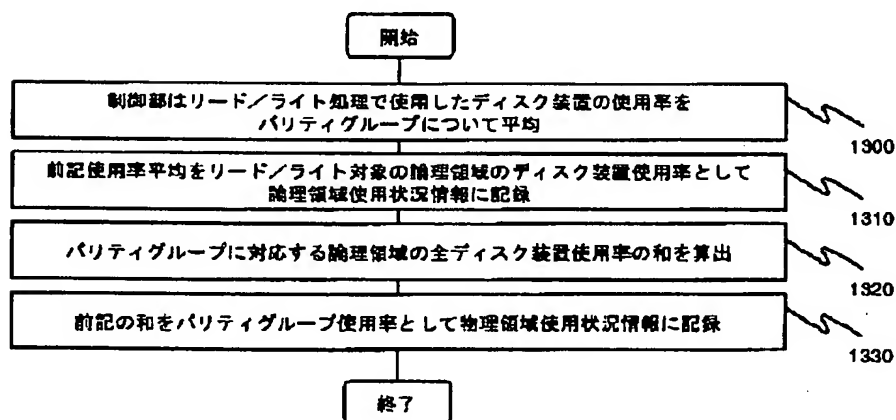 開始
制御部はリード／ライト処理で使用したディスク装置の使用率を
パリティグループについて平均
1300
前記使用率平均をリード／ライト対象の論理領域のディスク装置使用率として
論理領域使用状況情報に記録
1310
パリティグループに対応する論理領域の全ディスク装置使用率の和を算出
1320
前記の和をパリティグループ使用率として物理領域使用状況情報に記録
1330
終了